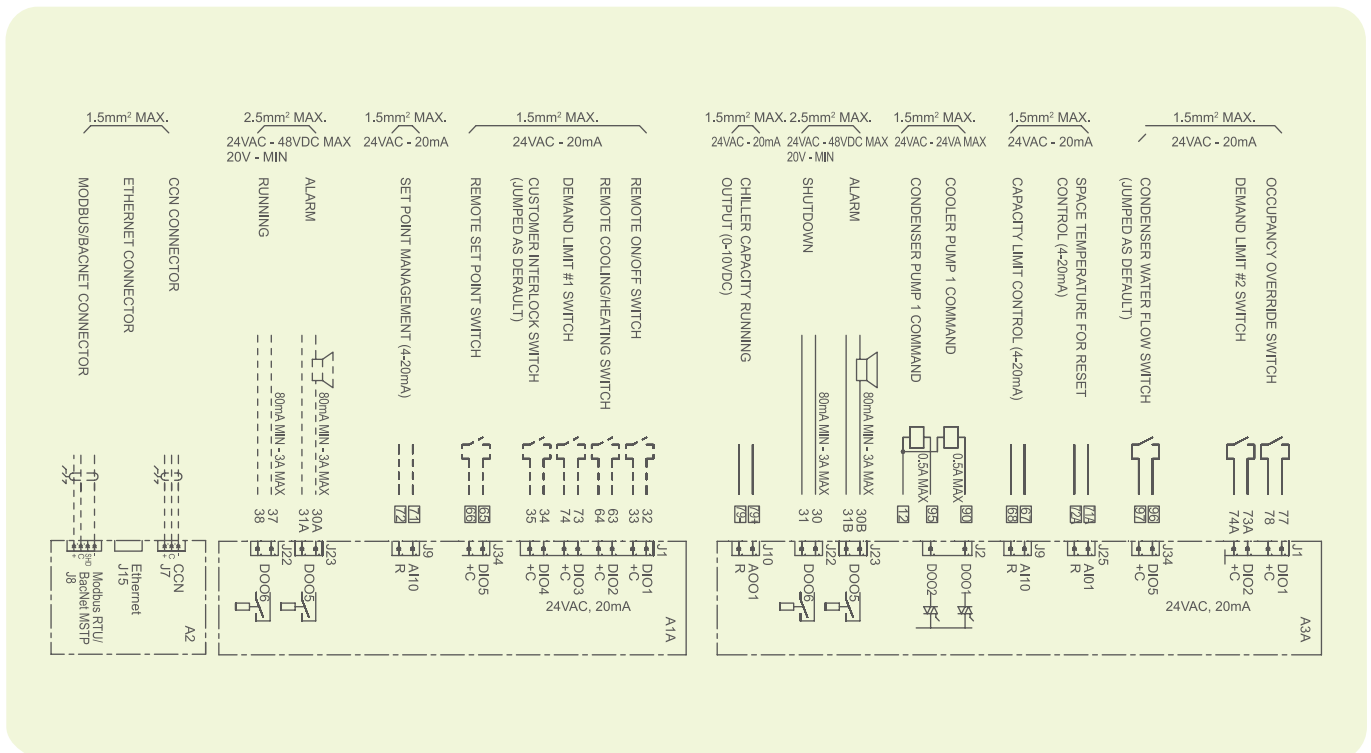 1.5mm² MAX.
2.5mm² MAX.
1.5mm² MAX.
1.5mm² MAX.
1.5mm² MAX.
2.5mm² MAX.
1.5mm² MAX.
1.5mm² MAX.
1.5mm² MAX.
24VAC - 48VDC MAX
20V - MIN
24VAC - 20mA
24VAC - 20mA
24VAC - 20mA
24VAC - 48VDC MAX
20V - MIN
24VAC - 24VA MAX
24VAC - 20mA
24VAC - 20mA
MODBUS/BACNET CONNECTOR
ETHERNET CONNECTOR
CCN CONNECTOR
RUNNING
ALARM
SET POINT MANAGEMENT (4-20mA)
REMOTE SET POINT SWITCH
CUSTOMER INTERLOCK SWITCH
(JUMPED AS DERAULT)
DEMAND LIMIT #1 SWITCH
REMOTE COOLING/HEATING SWITCH
REMOTE ON/OFF SWITCH
CHILLER CAPACITY RUNNING
OUTPUT (0-10VDC)
SHUTDOWN
ALARM
CONDENSER PUMP 1 COMMAND
COOLER PUMP 1 COMMAND
CAPACITY LIMIT CONTROL (4-20mA)
SPACE TEMPERATURE FOR RESET
CONTROL (4-20mA)
CONDENSER WATER FLOW SWITCH
(JUMPED AS DEFAULT)
DEMAND LIMIT #2 SWITCH
OCCUPANCY OVERRIDE SWITCH
80mA MIN - 3A MAX
80mA MIN - 3A MAX
80mA MIN - 3A MAX
80mA MIN - 3A MAX
0.5A MAX
0.5A MAX
38
37
31A
30A
72
71
66
65
35
34
74
73
64
63
33
32
79-
79+
31
30
31B
30B
12
95
90
68
67
72A
71A
97
96
74A
73A
78
77
+
C
-
SHD
J8
Modbus RTU/
BacNet MSTP
J15
Ethernet
+
C
-
J7
CCN
A2
J22
DOO6
J23
DOO5
J9
R
AI10
J34
+C
DIO5
J1
+C
DIO4
DIO3
+C
DIO2
+C
DIO1
24VAC, 20mA
A1A
J10
R
AOO1
J22
DOO6
J23
DOO5
J2
DOO2
DOO1
J9
R
AI10
J25
R
AI01
J34
+C
DIO5
J1
+C
DIO2
+C
DIO1
24VAC, 20mA
A3A